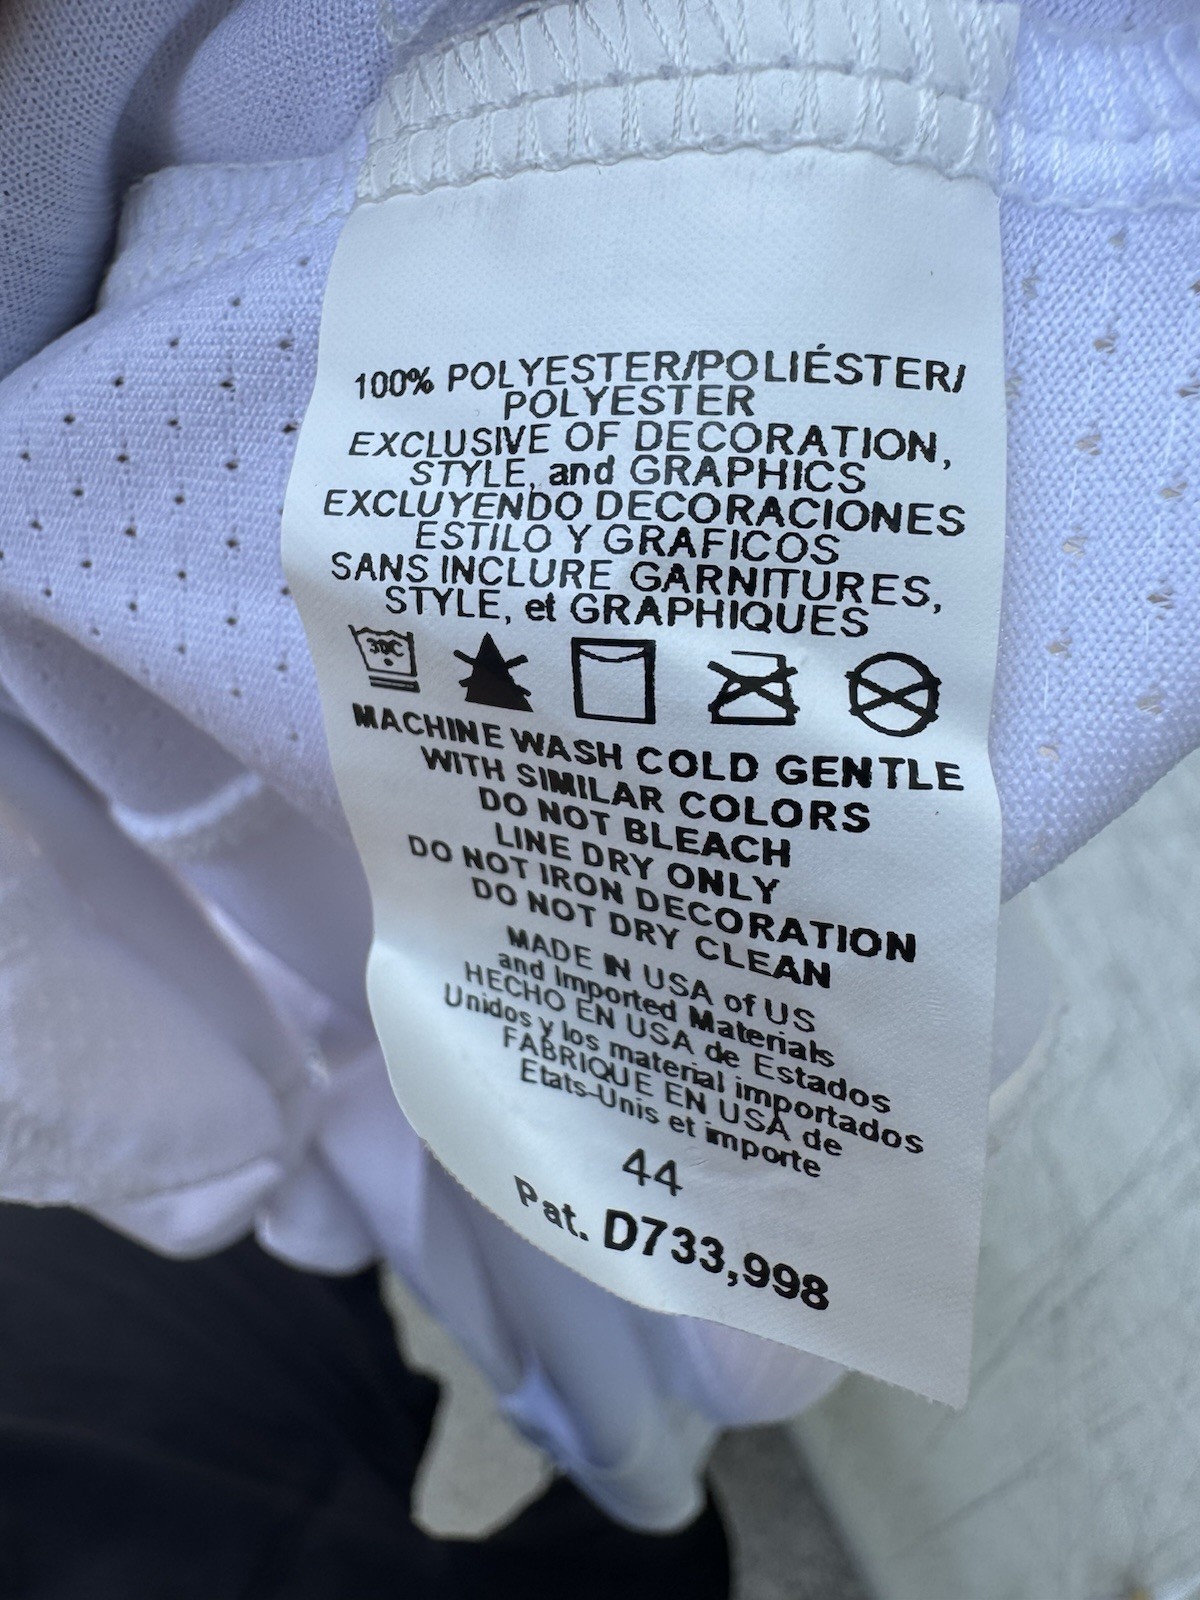 100% POLYESTER/POLIÉSTER/
POLYESTER
EXCLUSIVE OF DECORATION,
STYLE, and GRAPHICS
EXCLUYENDO DECORACIONES
ESTILO Y GRAFICOS
SANS INCLURE GARNITURES,
STYLE, et GRAPHIQUES
30C
MACHINE WASH COLD GENTLE
WITH SIMILAR COLORS
DO NOT BLEACH
LINE DRY ONLY
DO NOT IRON DECORATION
DO NOT DRY CLEAN
MADE IN USA of US
and Imported Materials
HECHO EN USA de Estados
Unidos y los material importados
FABRIQUE EN USA de
Etats-Unis et importe
44
Pat. D733,998